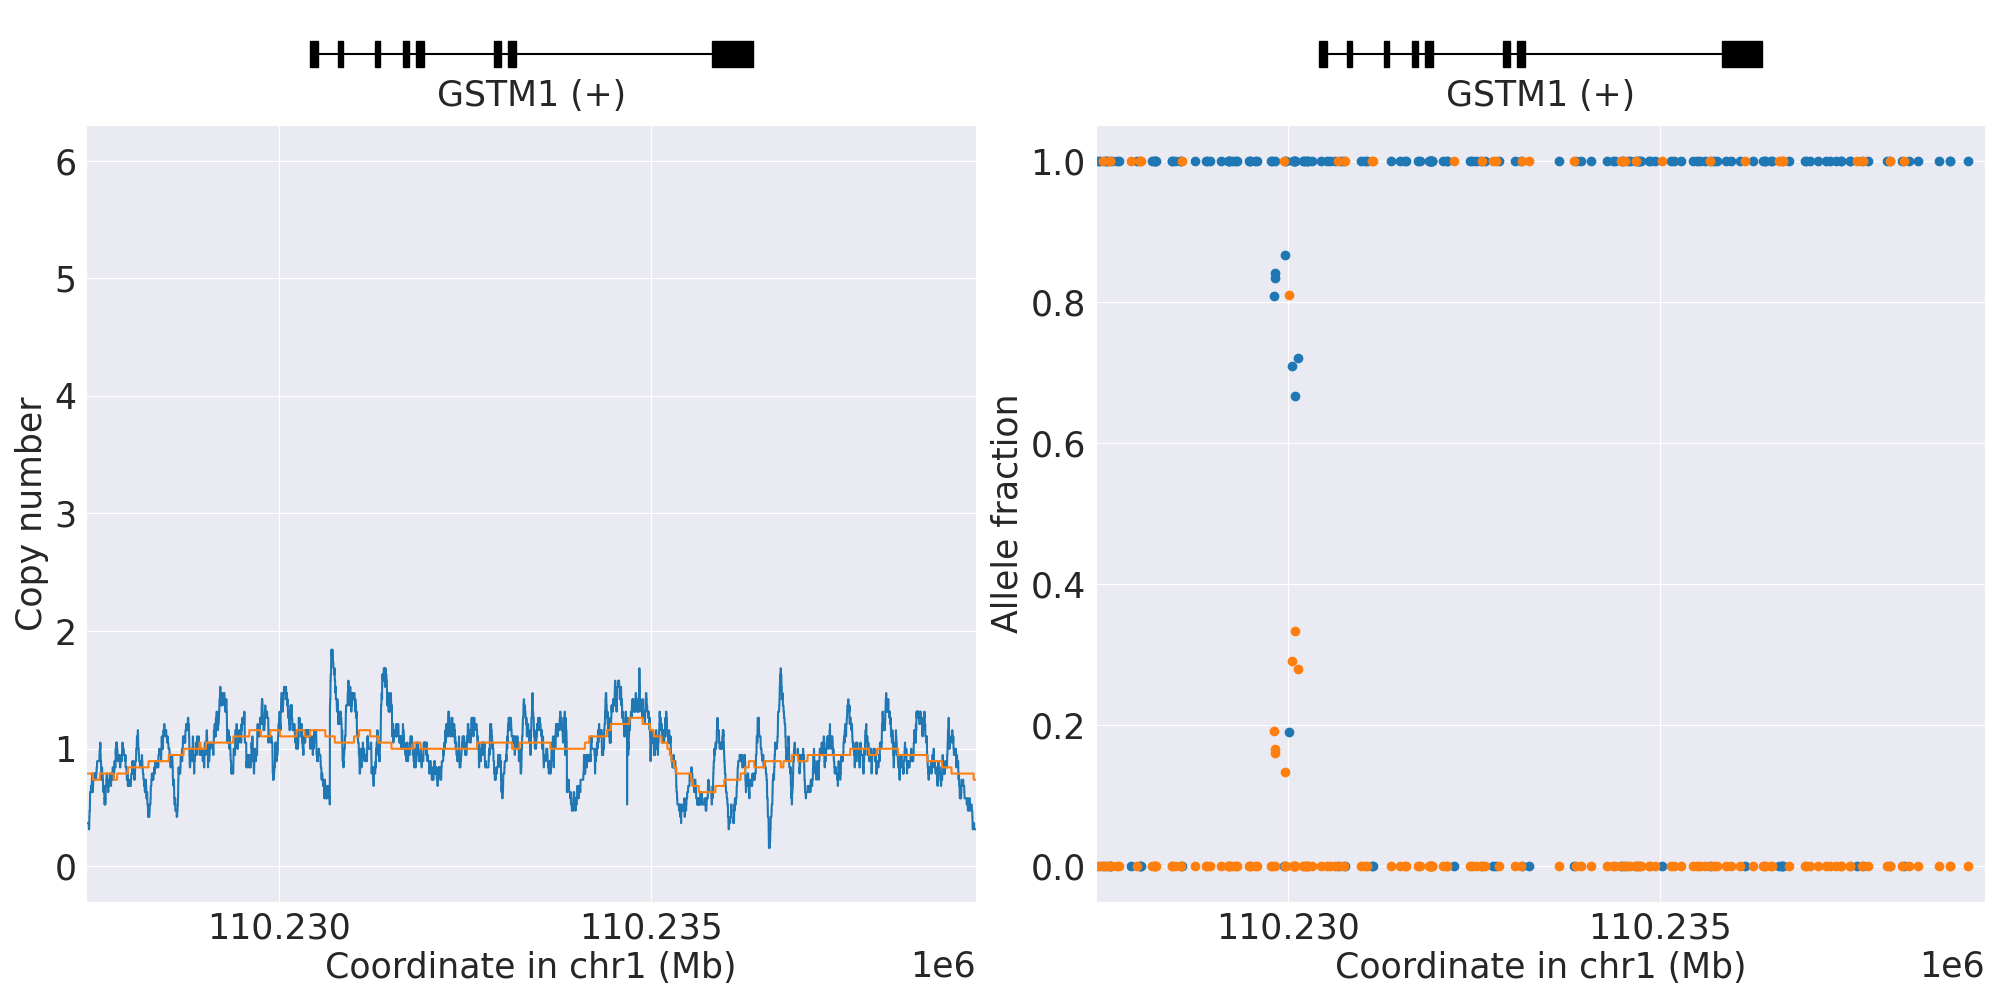 GSTM1 (+)
6
5
4
3
2
1
0
Copy number
110.230
110.235
Coordinate in chr1 (Mb)
1e6
GSTM1 (+)
1.0
0.8
0.6
0.4
0.2
0.0
Allele fraction
110.230
110.235
Coordinate in chr1 (Mb)
1e6